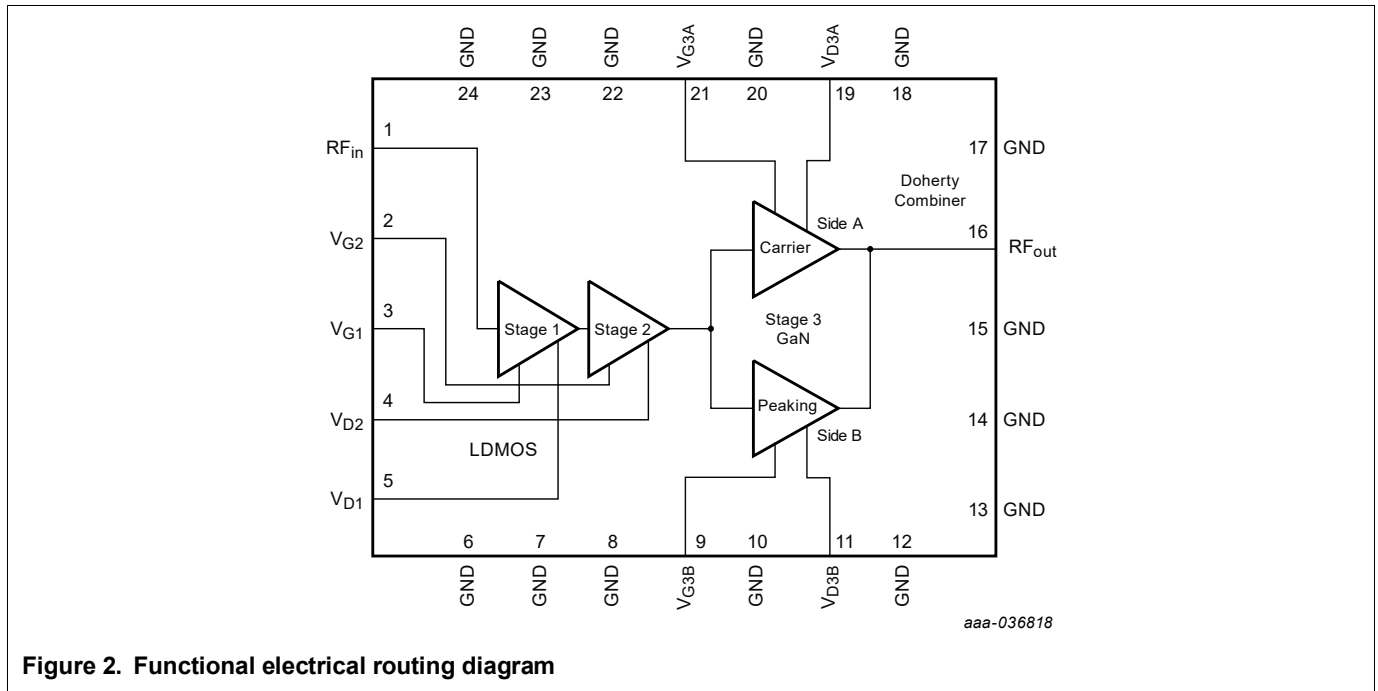 GND GND GND VG3A GND VD3A GND
24 23 22 21 20 19 18
1
RFin
17 GND
Doherty
Combiner
2
VG2
Side A
16
RFout
Carrier
3
VG1
Stage 1
Stage 2
Stage 3
GaN
15 GND
4
VD2
Peaking
14 GND
Side B
LDMOS
5
VD1
13 GND
6 7 8 9 10 11 12
GND GND GND VG3B GND VD3B GND
aaa-036818
Figure 2. Functional electrical routing diagram